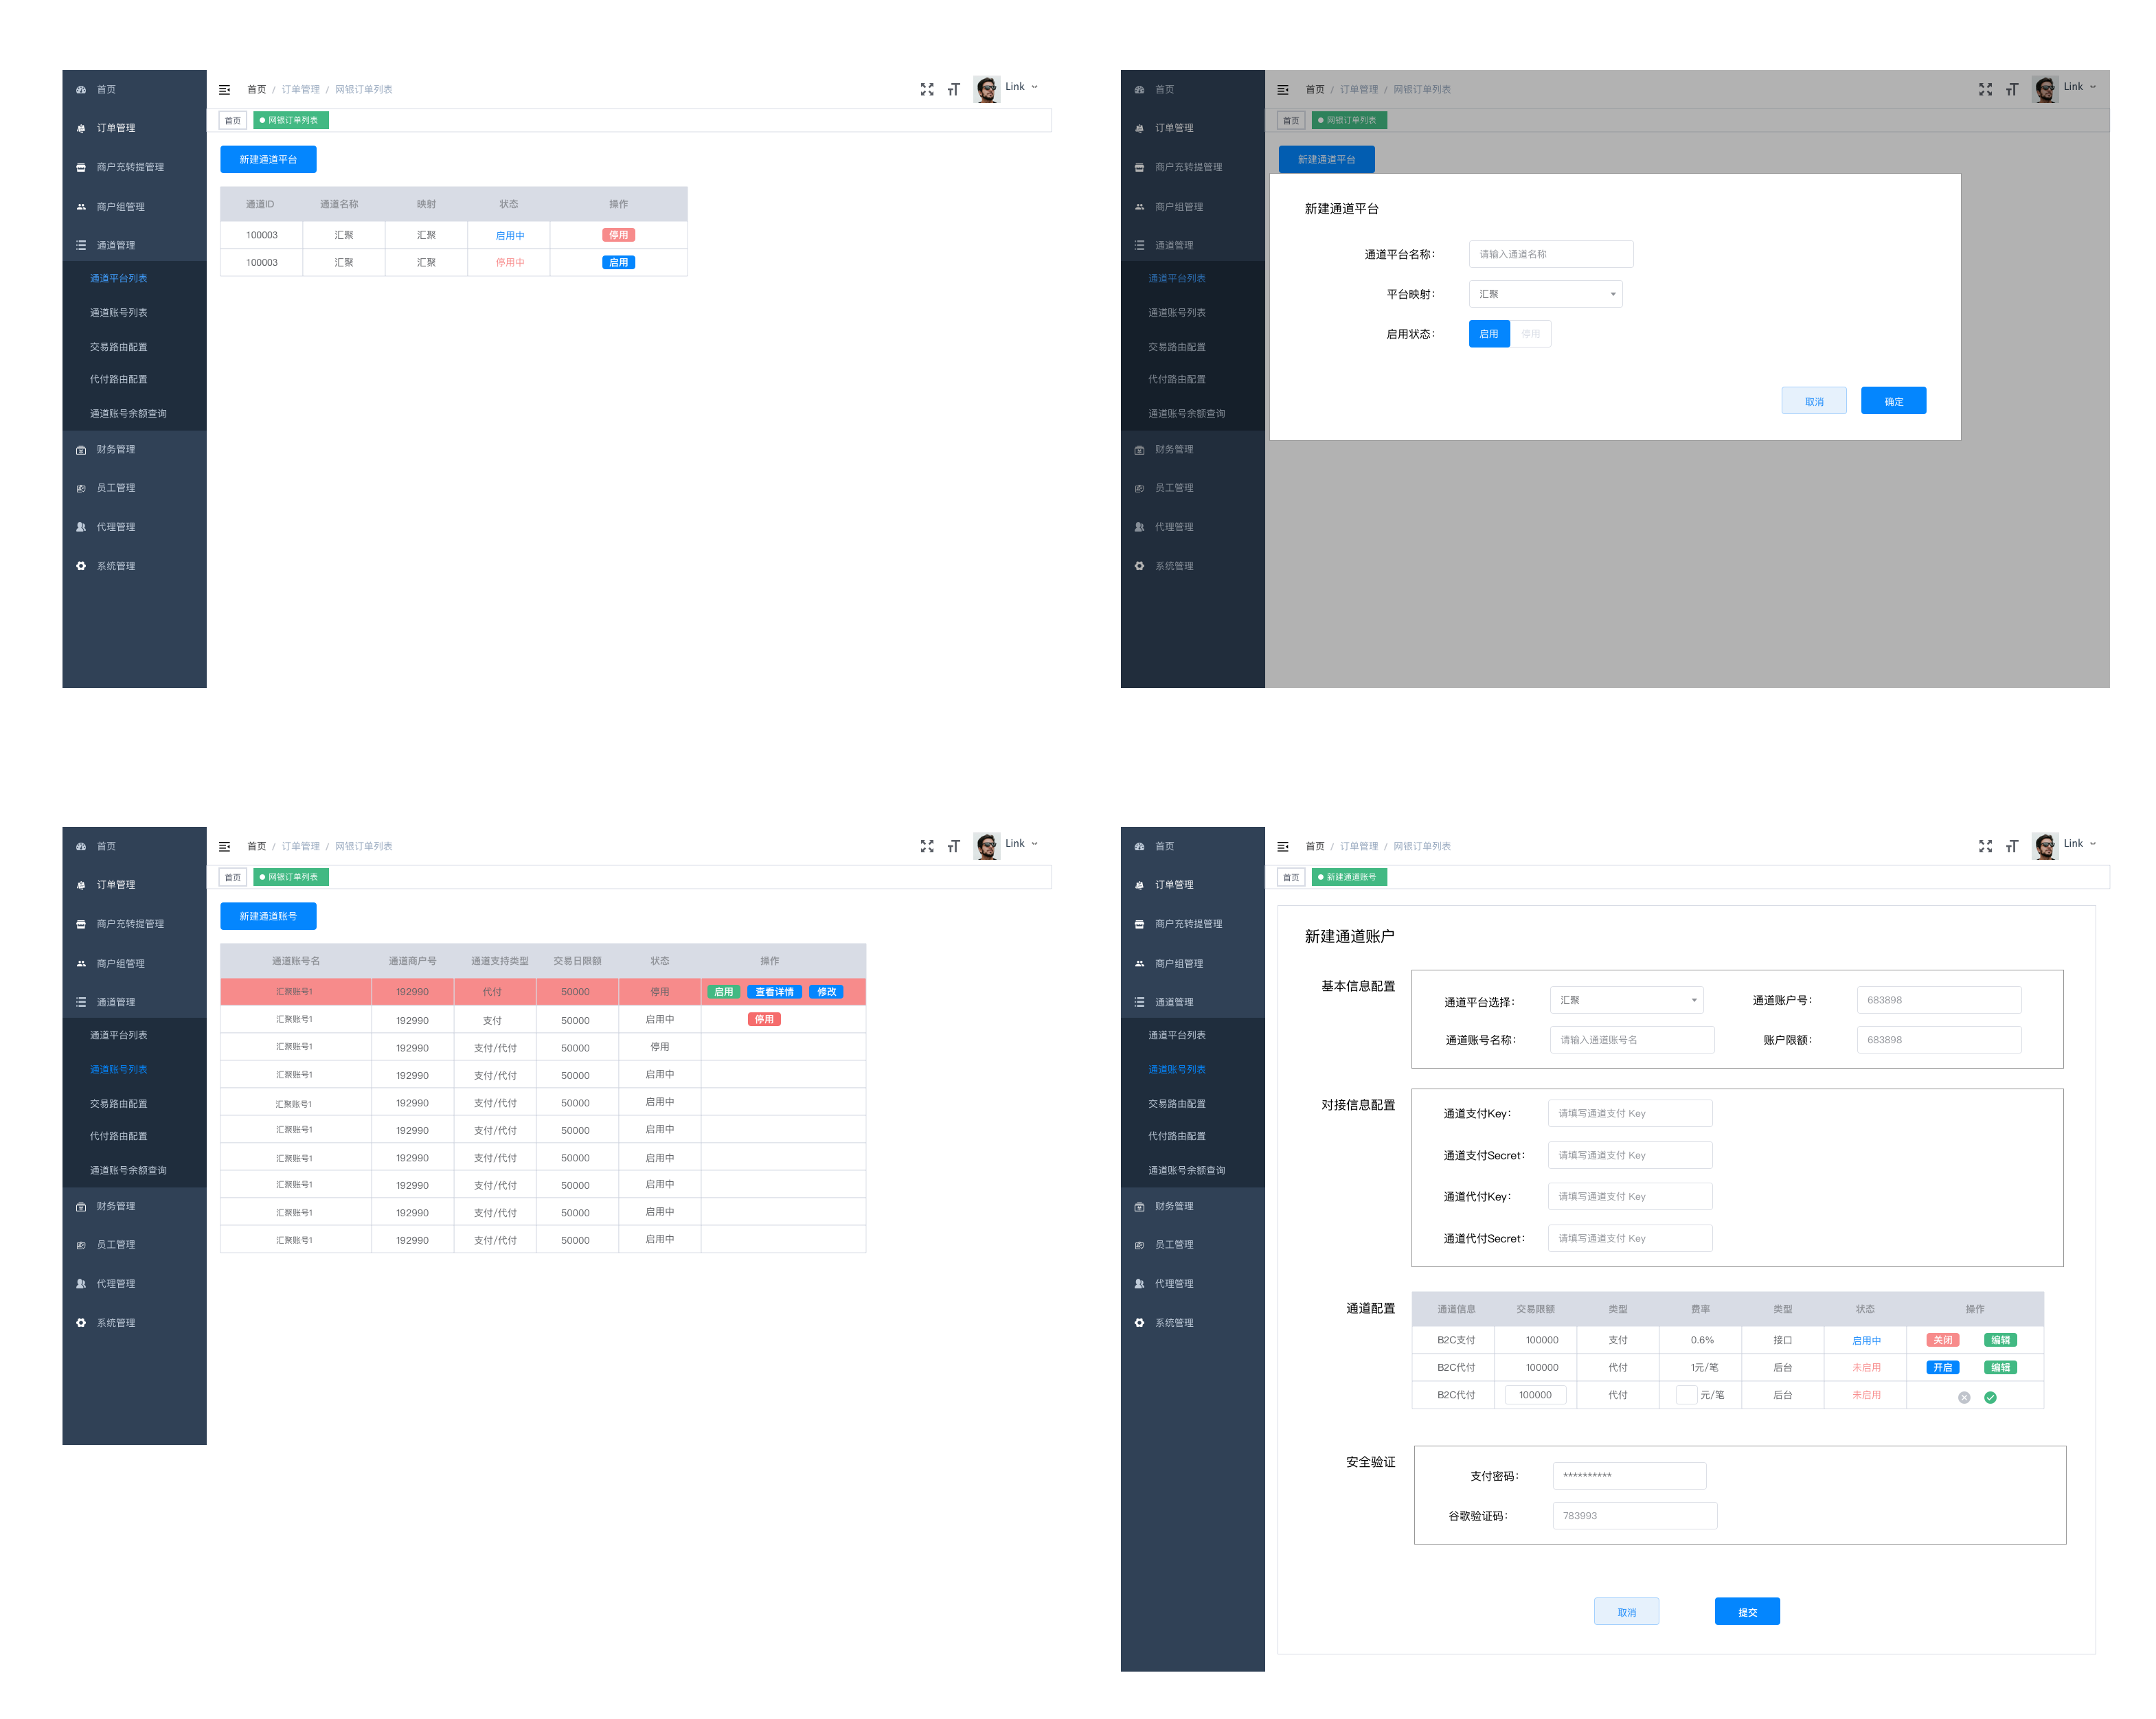 首页
订单管理
商户充转提管理
商户组管理
通道管理
通道平台列表
通道账号列表
交易路由配置
代付路由配置
通道账号余额查询
财务管理
员工管理
代理管理
系统管理
首页 / 订单管理 / 网银订单列表
Link
首页 网银订单列表
新建通道平台
通道ID 通道名称 映射 状态 操作
100003 汇聚 汇聚 启用中 停用
100003 汇聚 汇聚 停用中 启用
首页
订单管理
商户充转提管理
商户组管理
通道管理
通道平台列表
通道账号列表
交易路由配置
代付路由配置
通道账号余额查询
财务管理
员工管理
代理管理
系统管理
首页 / 订单管理 / 网银订单列表
Link
首页 网银订单列表
新建通道平台
新建通道平台
通道平台名称: 请输入通道名称
平台映射: 汇聚
启用状态: 启用 停用
取消 确定
首页
订单管理
商户充转提管理
商户组管理
通道管理
通道平台列表
通道账号列表
交易路由配置
代付路由配置
通道账号余额查询
财务管理
员工管理
代理管理
系统管理
首页 / 订单管理 / 网银订单列表
Link
首页 网银订单列表
新建通道账号
通道账号名 通道商户号 通道支持类型 交易日限额 状态 操作
汇聚账号1 192990 代付 50000 停用 启用 查看详情 修改
汇聚账号1 192990 支付 50000 启用中 停用
汇聚账号1 192990 支付/代付 50000 停用
汇聚账号1 192990 支付/代付 50000 启用中
汇聚账号1 192990 支付/代付 50000 启用中
汇聚账号1 192990 支付/代付 50000 启用中
汇聚账号1 192990 支付/代付 50000 启用中
汇聚账号1 192990 支付/代付 50000 启用中
汇聚账号1 192990 支付/代付 50000 启用中
汇聚账号1 192990 支付/代付 50000 启用中
首页
订单管理
商户充转提管理
商户组管理
通道管理
通道平台列表
通道账号列表
交易路由配置
代付路由配置
通道账号余额查询
财务管理
员工管理
代理管理
系统管理
首页 / 订单管理 / 网银订单列表
Link
首页 新建通道账号
新建通道账户
基本信息配置
通道平台选择: 汇聚 通道账户号: 683898
通道账号名称: 请输入通道账号名 账户限额: 683898
对接信息配置
通道支付Key: 请填写通道支付 Key
通道支付Secret: 请填写通道支付 Key
通道代付Key: 请填写通道支付 Key
通道代付Secret: 请填写通道支付 Key
通道配置
通道信息 交易限额 类型 费率 类型 状态 操作
B2C支付 100000 支付 0.6% 接口 启用中 关闭 编辑
B2C代付 100000 代付 1元/笔 后台 未启用 开启 编辑
B2C代付 100000 代付 元/笔 后台 未启用
安全验证
支付密码: **********
谷歌验证码: 783993
取消 提交